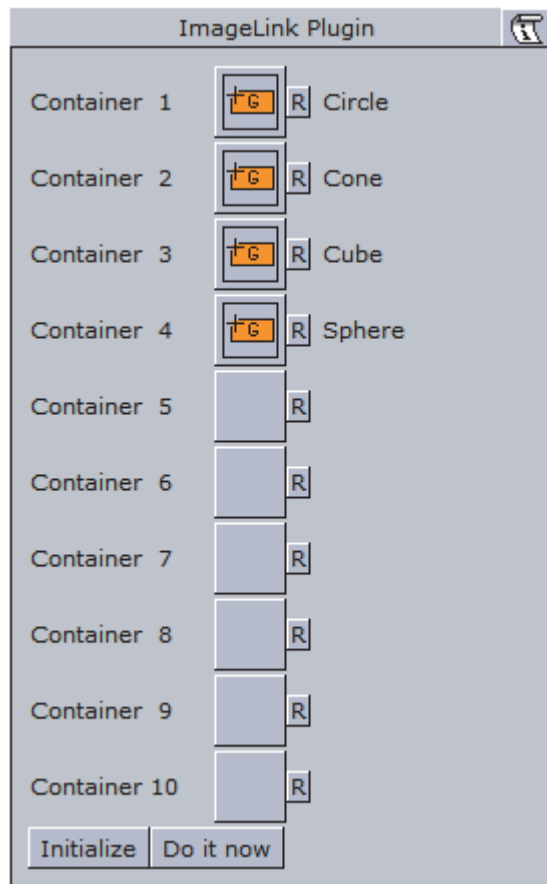 ImageLink Plugin
Container 1 G R Circle
Container 2 G R Cone
Container 3 G R Cube
Container 4 G R Sphere
Container 5 R
Container 6 R
Container 7 R
Container 8 R
Container 9 R
Container 10 R
Initialize Do it now